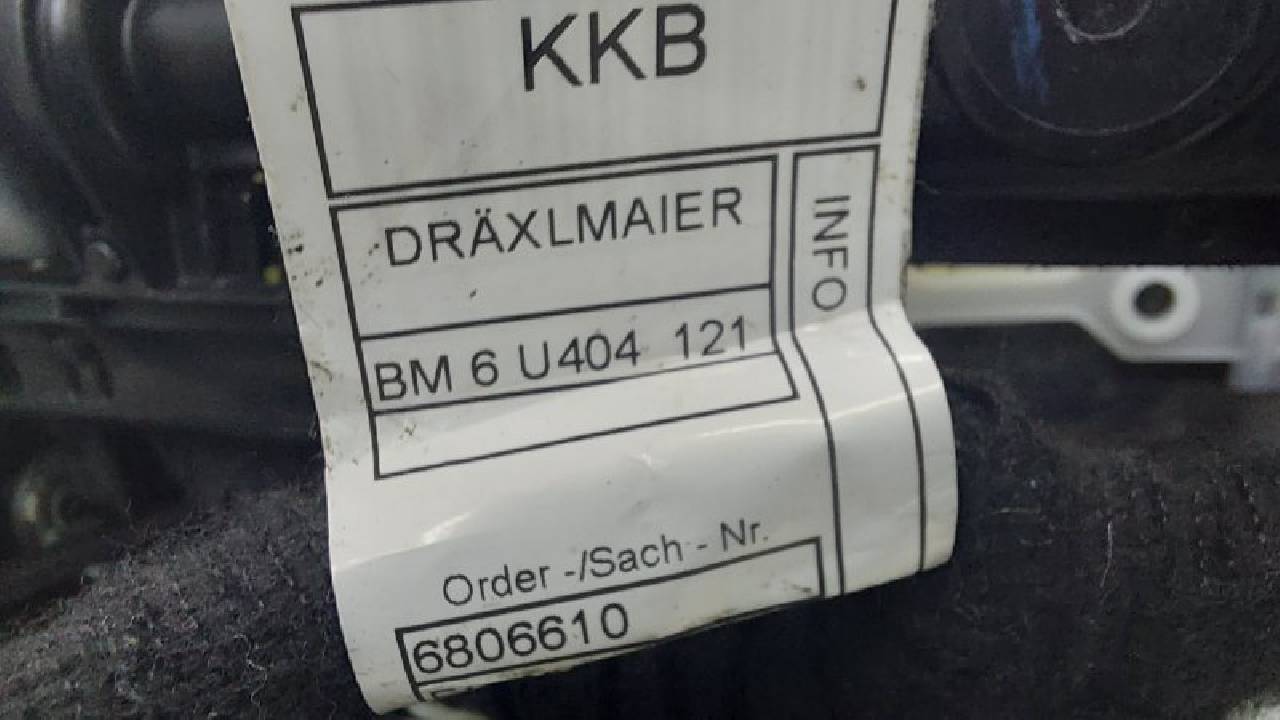 KKB
DRÄXLMAIER
INFO
BM 6 U404 121
Order -/Sach - Nr.
6806610